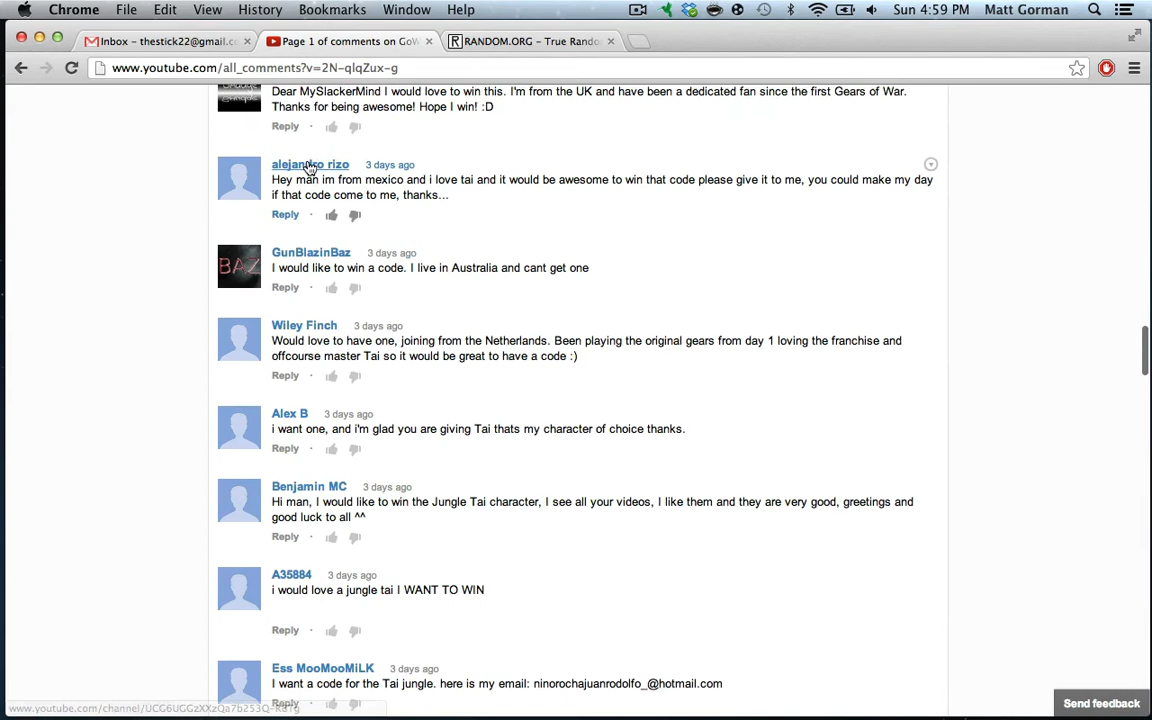 Chrome File Edit View History Bookmarks Window Help Sun 4:59 PM Matt Gorman
Inbox - thestick22@gmail.c
Page 1 of comments on GoW
RANDOM.ORG - True Rando
www.youtube.com/all_comments?v=2N-qlqZux-g
Dear MySlackerMind I would love to win this. I'm from the UK and have been a dedicated fan since the first Gears of War.
Thanks for being awesome! Hope I win! :D
Reply
alejandro rizo 3 days ago
Hey man im from mexico and i love tai and it would be awesome to win that code please give it to me, you could make my day
if that code come to me, thanks...
Reply
GunBlazinBaz 3 days ago
BAZ
I would like to win a code. I live in Australia and cant get one
Reply
Wiley Finch 3 days ago
Would love to have one, joining from the Netherlands. Been playing the original gears from day 1 loving the franchise and
offcourse master Tai so it would be great to have a code :)
Reply
Alex B 3 days ago
i want one, and i'm glad you are giving Tai thats my character of choice thanks.
Reply
Benjamin MC 3 days ago
Hi man, I would like to win the Jungle Tai character, I see all your videos, I like them and they are very good, greetings and
good luck to all ^^
Reply
A35884 3 days ago
i would love a jungle tai I WANT TO WIN
Reply
Ess MooMooMiLK 3 days ago
I want a code for the Tai jungle. here is my email: ninorochajuanrodolfo_@hotmail.com
Reply
Send feedback